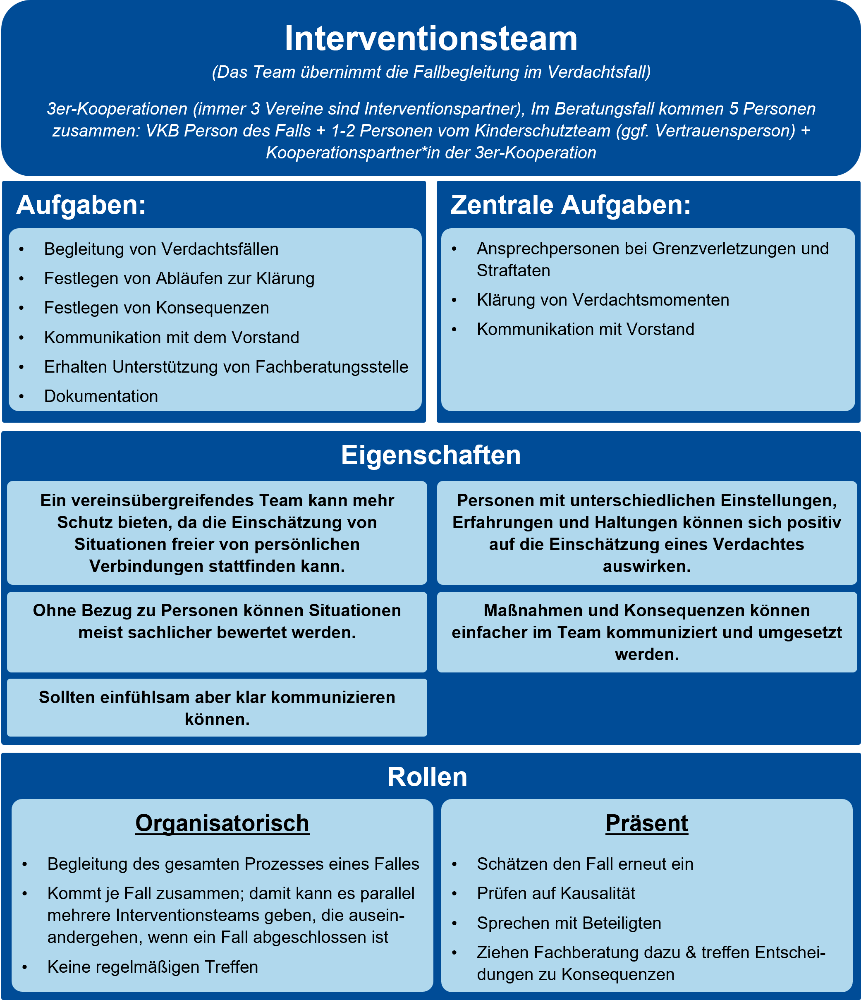 Interventionsteam
(Das Team übernimmt die Fallbegleitung im Verdachtsfall)
3er-Kooperationen (immer 3 Vereine sind Interventionspartner), Im Beratungsfall kommen 5 Personen
zusammen: VKB Person des Falls + 1-2 Personen vom Kinderschutzteam (ggf. Vertrauensperson) +
Kooperationspartner*in der 3er-Kooperation
Aufgaben:
• Begleitung von Verdachtsfällen
• Festlegen von Abläufen zur Klärung
• Festlegen von Konsequenzen
• Kommunikation mit dem Vorstand
• Erhalten Unterstützung von Fachberatungsstelle
• Dokumentation
Zentrale Aufgaben:
• Ansprechpersonen bei Grenzverletzungen und
Straftaten
• Klärung von Verdachtsmomenten
• Kommunikation mit Vorstand
Eigenschaften
Ein vereinsübergreifendes Team kann mehr
Schutz bieten, da die Einschätzung von
Situationen freier von persönlichen
Verbindungen stattfinden kann.
Personen mit unterschiedlichen Einstellungen,
Erfahrungen und Haltungen können sich positiv
auf die Einschätzung eines Verdachtes
auswirken.
Ohne Bezug zu Personen können Situationen
meist sachlicher bewertet werden.
Maßnahmen und Konsequenzen können
einfacher im Team kommuniziert und umgesetzt
werden.
Sollten einfühlsam aber klar kommunizieren
können.
Rollen
Organisatorisch
• Begleitung des gesamten Prozesses eines Falles
• Kommt je Fall zusammen; damit kann es parallel
mehrere Interventionsteams geben, die ausein-
andergehen, wenn ein Fall abgeschlossen ist
• Keine regelmäßigen Treffen
Präsent
• Schätzen den Fall erneut ein
• Prüfen auf Kausalität
• Sprechen mit Beteiligten
• Ziehen Fachberatung dazu & treffen Entschei-
dungen zu Konsequenzen